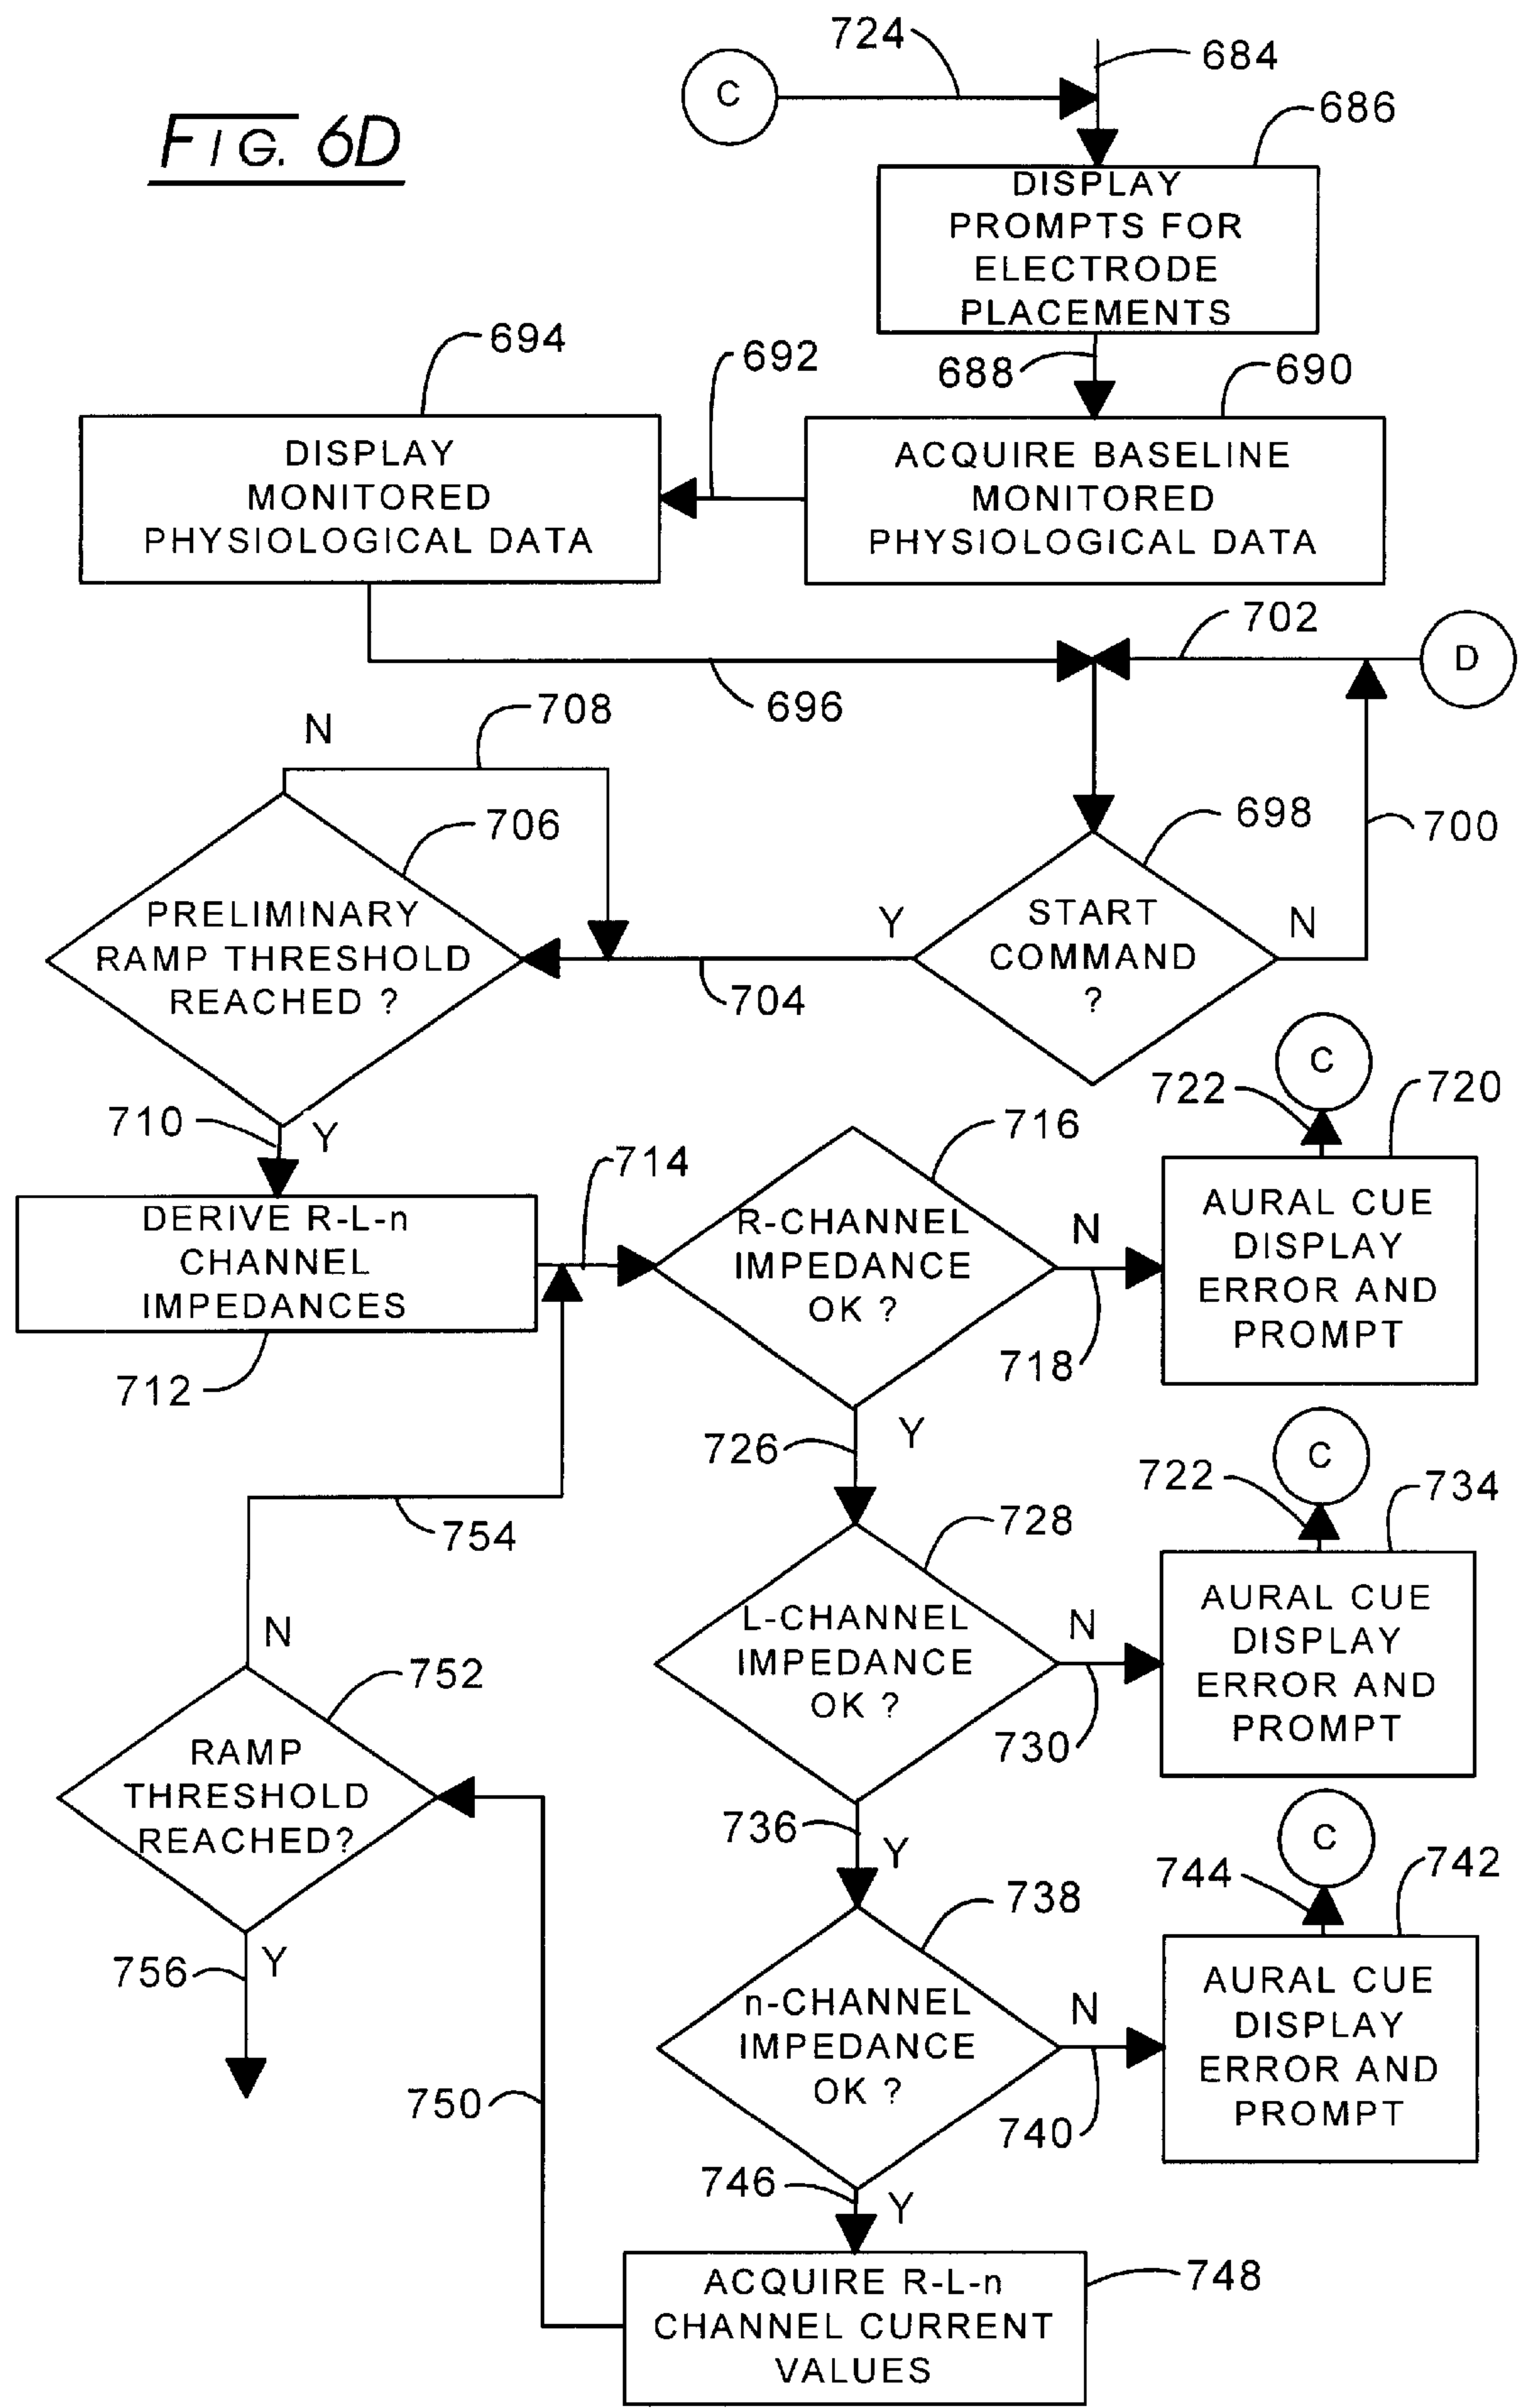 FIG. 6D
724
C
684
686
DISPLAY
PROMPTS FOR
ELECTRODE
PLACEMENTS
688
690
692
694
ACQUIRE BASELINE
MONITORED
PHYSIOLOGICAL DATA
DISPLAY
MONITORED
PHYSIOLOGICAL DATA
702
D
696
708
N
706
698
700
PRELIMINARY
RAMP THRESHOLD
REACHED ?
Y
START
COMMAND
?
N
704
710
Y
C
722
720
716
714
DERIVE R-L-n
CHANNEL
IMPEDANCES
712
R-CHANNEL
IMPEDANCE
OK ?
N
718
AURAL CUE
DISPLAY
ERROR AND
PROMPT
726
Y
C
722
734
754
728
L-CHANNEL
IMPEDANCE
OK ?
N
730
AURAL CUE
DISPLAY
ERROR AND
PROMPT
N
752
RAMP
THRESHOLD
REACHED?
736
Y
C
744
742
738
756
Y
n-CHANNEL
IMPEDANCE
OK ?
N
740
AURAL CUE
DISPLAY
ERROR AND
PROMPT
750
746
Y
ACQUIRE R-L-n
CHANNEL CURRENT
VALUES
748